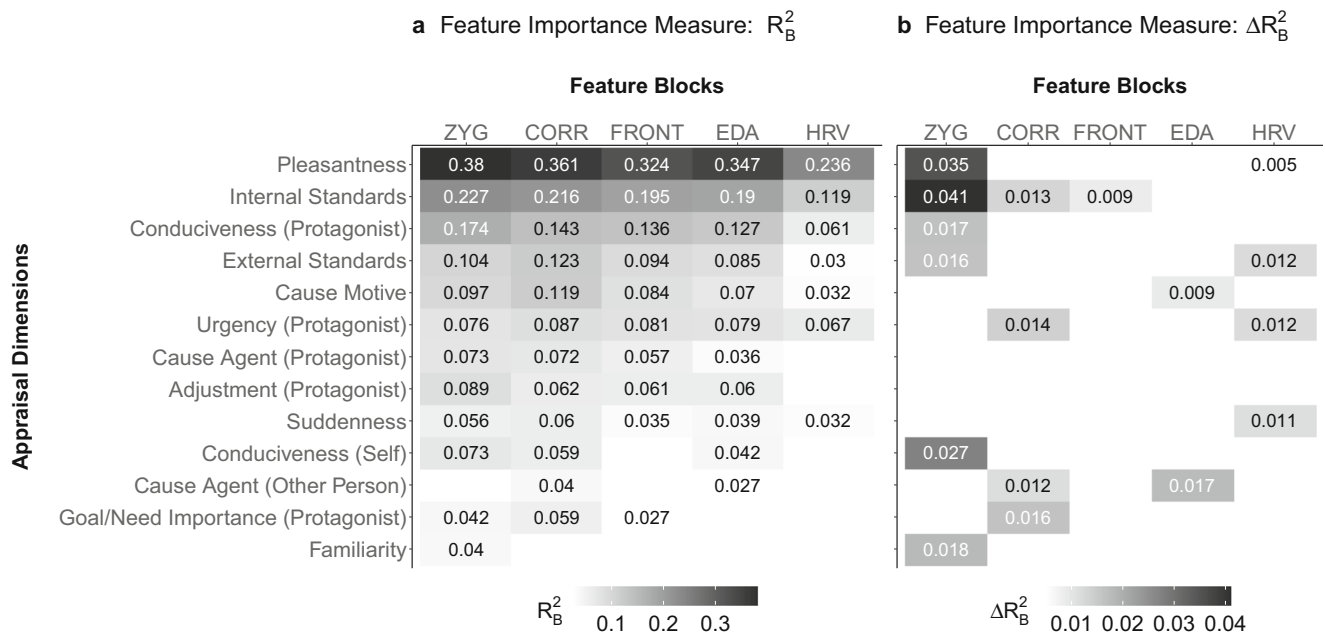 a Feature Importance Measure: R²_B
b Feature Importance Measure: ΔR²_B
Feature Blocks
Feature Blocks
ZYG CORR FRONT EDA HRV
ZYG CORR FRONT EDA HRV
Appraisal Dimensions
Pleasantness 0.38 0.361 0.324 0.347 0.236 0.035 0.005
Internal Standards 0.227 0.216 0.195 0.19 0.119 0.041 0.013 0.009
Conduciveness (Protagonist) 0.174 0.143 0.136 0.127 0.061 0.017
External Standards 0.104 0.123 0.094 0.085 0.03 0.016 0.012
Cause Motive 0.097 0.119 0.084 0.07 0.032 0.009
Urgency (Protagonist) 0.076 0.087 0.081 0.079 0.067 0.014 0.012
Cause Agent (Protagonist) 0.073 0.072 0.057 0.036
Adjustment (Protagonist) 0.089 0.062 0.061 0.06
Suddenness 0.056 0.06 0.035 0.039 0.032 0.011
Conduciveness (Self) 0.073 0.059 0.042 0.027
Cause Agent (Other Person) 0.04 0.027 0.012 0.017
Goal/Need Importance (Protagonist) 0.042 0.059 0.027 0.016
Familiarity 0.04 0.018
R²_B 0.1 0.2 0.3
ΔR²_B 0.01 0.02 0.03 0.04